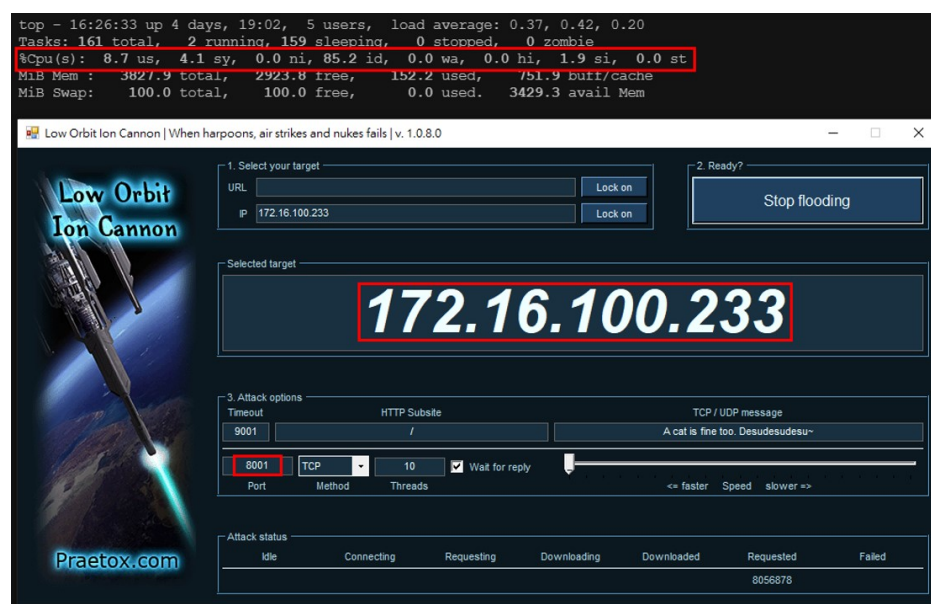 top - 16:26:33 up 4 days, 19:02,  5 users,  load average: 0.37, 0.42, 0.20
Tasks: 161 total,   2 running, 159 sleeping,   0 stopped,   0 zombie
%Cpu(s):  8.7 us,  4.1 sy,  0.0 ni, 85.2 id,  0.0 wa,  0.0 hi,  1.9 si,  0.0 st
MiB Mem :   3827.9 total,   2923.8 free,    152.2 used,    751.9 buff/cache
MiB Swap:    100.0 total,    100.0 free,      0.0 used.   3429.3 avail Mem
Low Orbit Ion Cannon | When harpoons, air strikes and nukes fails | v. 1.0.8.0
Low Orbit
Ion Cannon
Praetox.com
1. Select your target
URL Lock on
IP 172.16.100.233 Lock on
2. Ready?
Stop flooding
Selected target
172.16.100.233
3. Attack options
Timeout HTTP Subsite TCP / UDP message
9001 / A cat is fine too. Desudesudesu~
8001 TCP 10 Wait for reply
Port Method Threads <= faster Speed slower =>
Attack status
Idle Connecting Requesting Downloading Downloaded Requested Failed
8056878